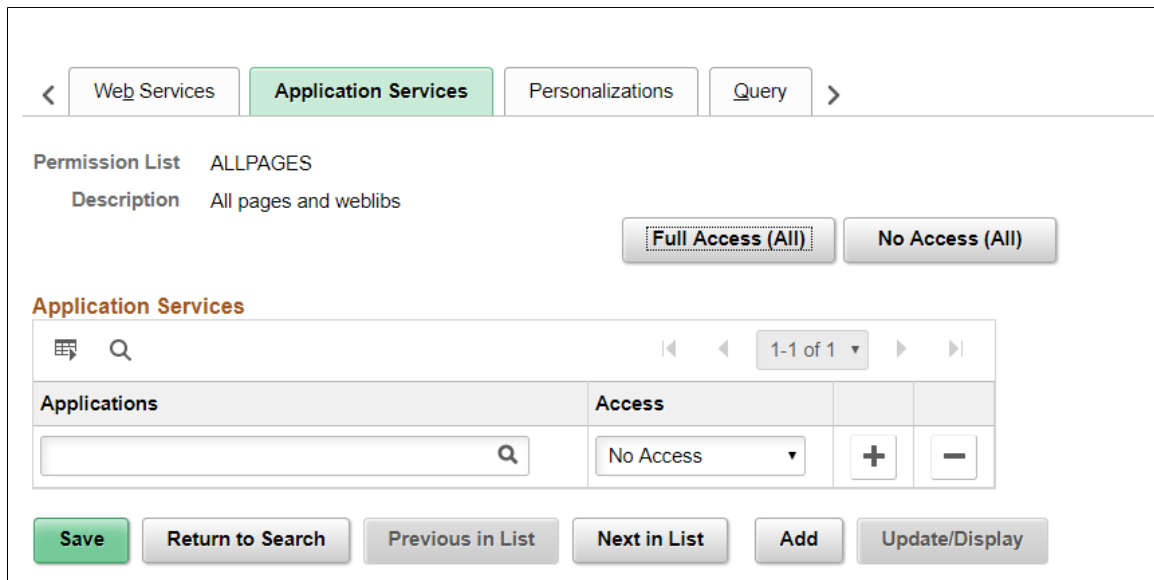 Web Services Application Services Personalizations Query
Permission List ALLPAGES
Description All pages and weblibs
Full Access (All) No Access (All)
Application Services
1-1 of 1
Applications Access
No Access
Save Return to Search Previous in List Next in List Add Update/Display